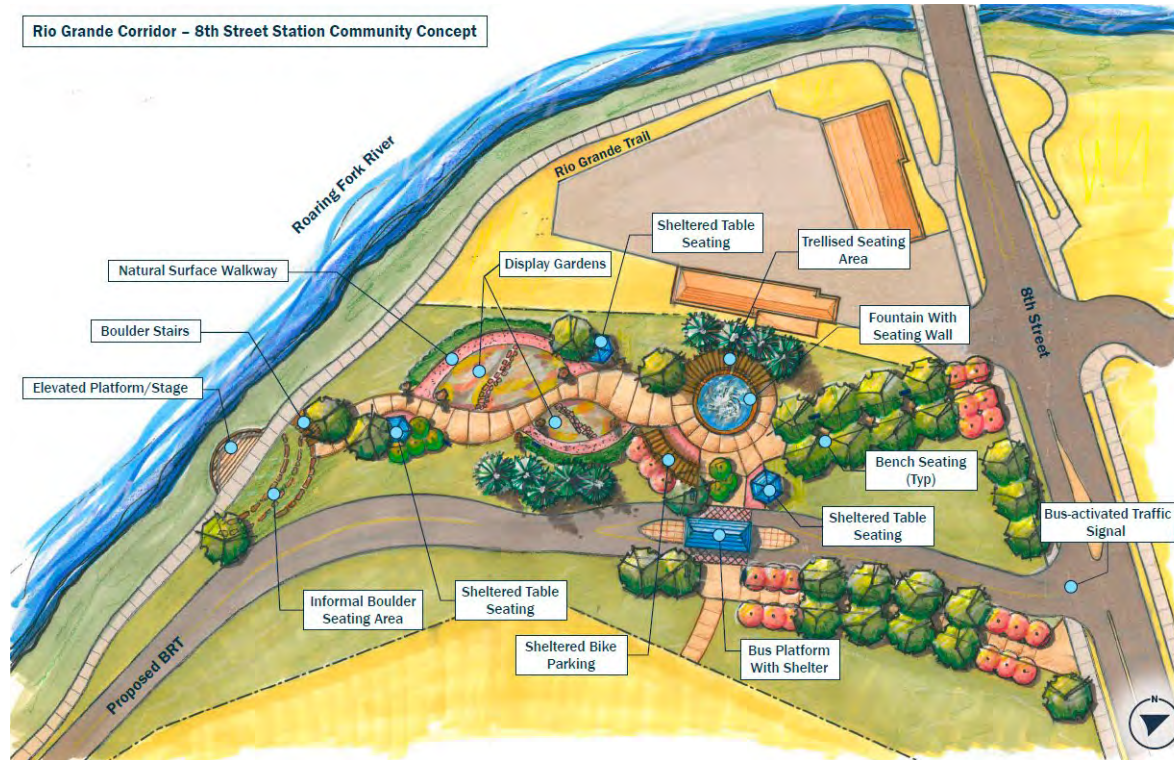 Rio Grande Corridor – 8th Street Station Community Concept
Roaring Fork River
Rio Grande Trail
Sheltered Table
Seating
Trellised Seating
Area
Natural Surface Walkway
Display Gardens
8th Street
Boulder Stairs
Fountain With
Seating Wall
Elevated Platform/Stage
Bench Seating
(Typ)
Bus-activated Traffic
Signal
Sheltered Table
Seating
Informal Boulder
Seating Area
Sheltered Table
Seating
Sheltered Bike
Parking
Bus Platform
With Shelter
Proposed BRT
N